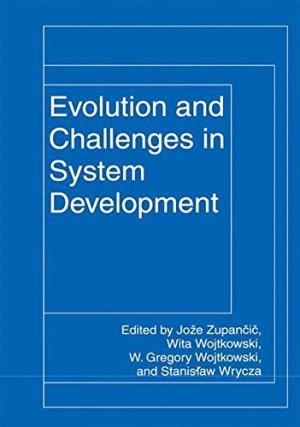 Evolution and
Challenges in
System
Development
Edited by Jože Zupančič,
Wita Wojtkowski,
W. Gregory Wojtkowski,
and Stanisław Wrycza